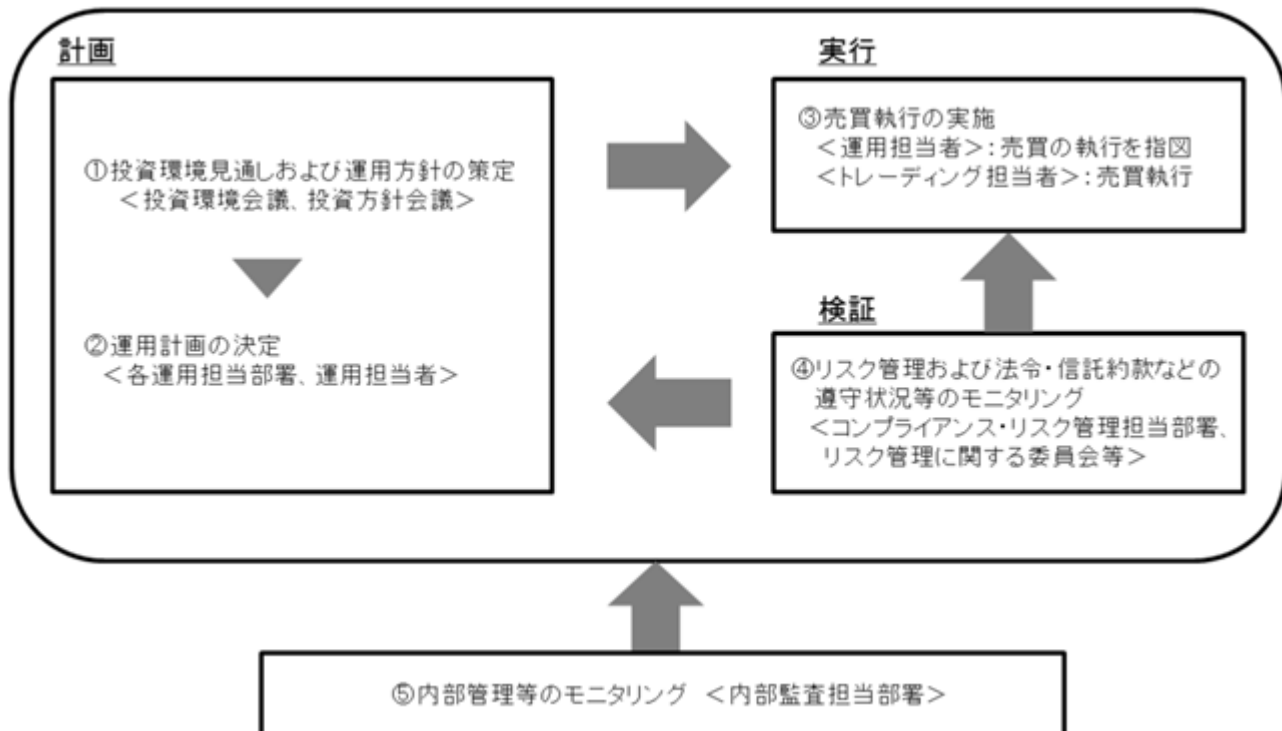 計画
①投資環境見通しおよび運用方針の策定
<投資環境会議、投資方針会議>
②運用計画の決定
<各運用担当部署、運用担当者>
実行
③売買執行の実施
<運用担当者>:売買の執行を指図
<トレーディング担当者>:売買執行
検証
④リスク管理および法令・信託約款などの
遵守状況等のモニタリング
<コンプライアンス・リスク管理担当部署、
リスク管理に関する委員会等>
⑤内部管理等のモニタリング <内部監査担当部署>